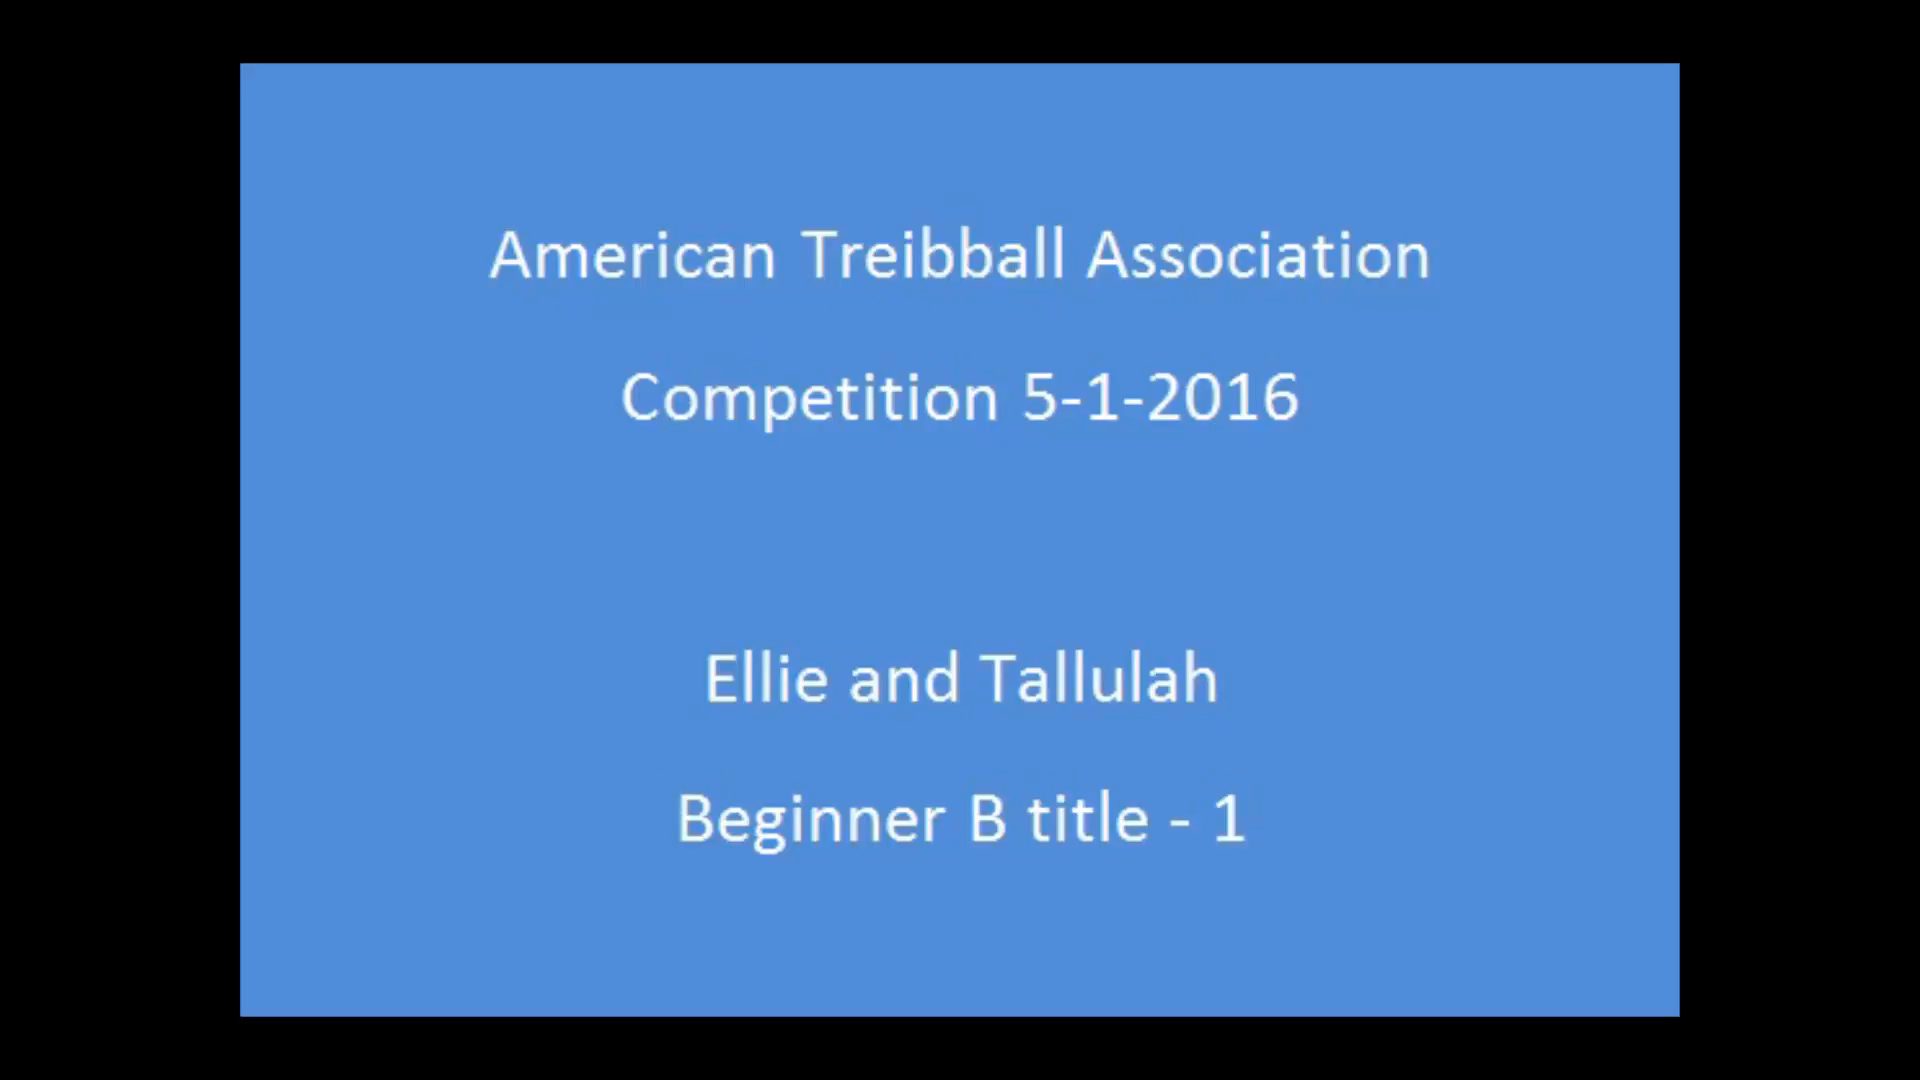 American Treibball Association
Competition 5-1-2016
Ellie and Tallulah
Beginner B title - 1